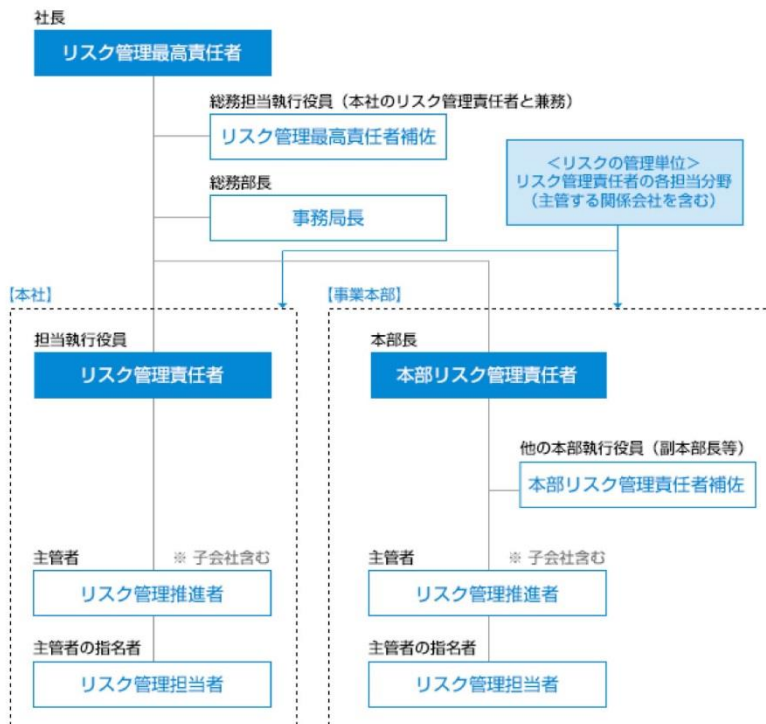 社長
リスク管理最高責任者
総務担当執行役員（本社のリスク管理責任者と兼務）
リスク管理最高責任者補佐
総務部長
事務局長
＜リスクの管理単位＞
リスク管理責任者の各担当分野
（主管する関係会社を含む）
【本社】
担当執行役員
リスク管理責任者
主管者 ※ 子会社含む
リスク管理推進者
主管者の指名者
リスク管理担当者
【事業本部】
本部長
本部リスク管理責任者
他の本部執行役員（副本部長等）
本部リスク管理責任者補佐
主管者 ※ 子会社含む
リスク管理推進者
主管者の指名者
リスク管理担当者